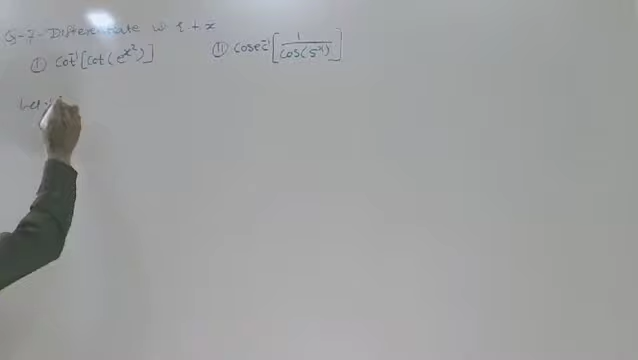 Q-7- Differentiate w r t x
(I) cot⁻¹[cot(e^{x²})] (II) cosec⁻¹[1/cos(5^x)]
Let